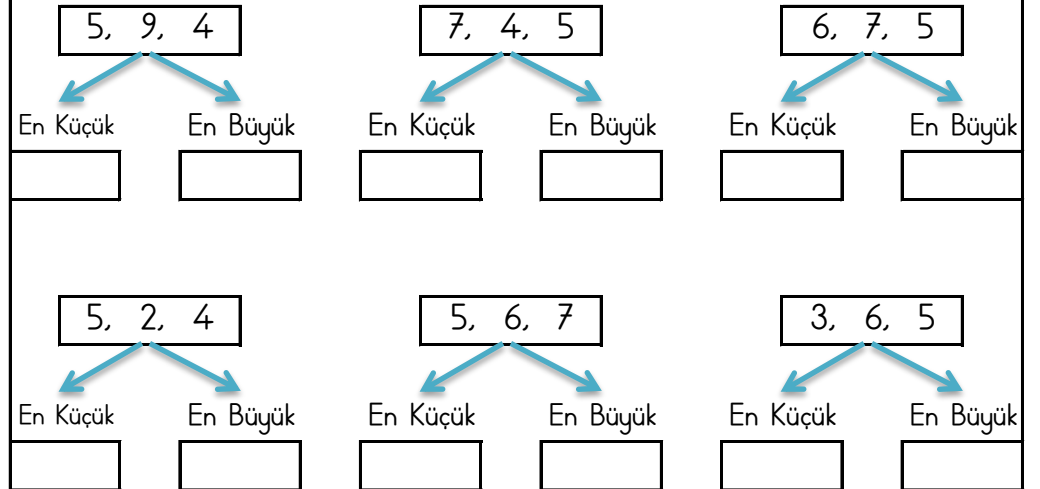 5, 9, 4 7, 4, 5 6, 7, 5
En Küçük En Büyük En Küçük En Büyük En Küçük En Büyük
5, 2, 4 5, 6, 7 3, 6, 5
En Küçük En Büyük En Küçük En Büyük En Küçük En Büyük